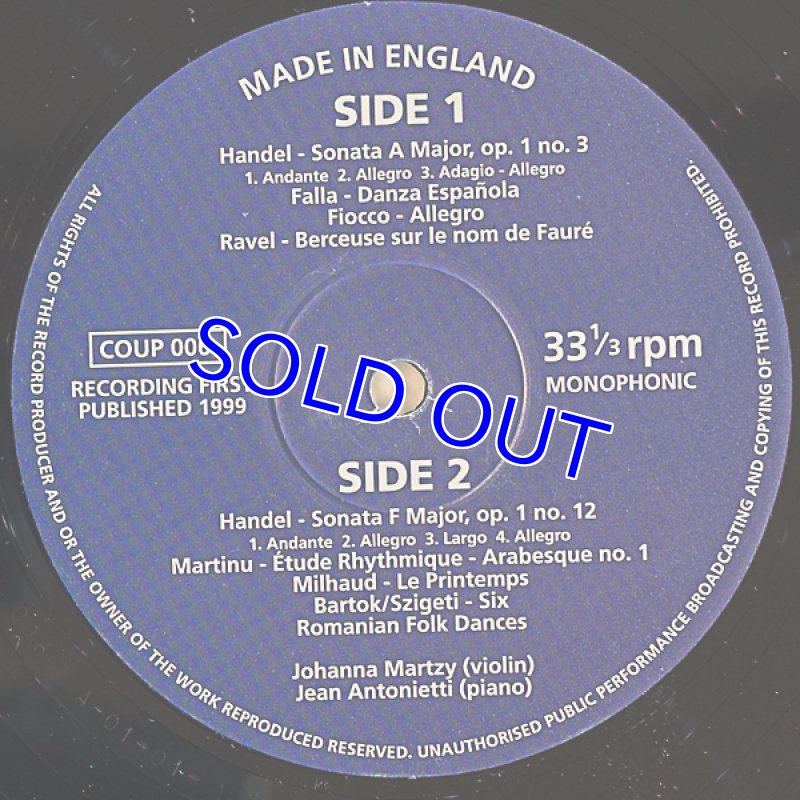 MADE IN ENGLAND
SIDE 1
Handel - Sonata A Major, op. 1 no. 3
1. Andante 2. Allegro 3. Adagio - Allegro
Falla - Danza Española
Fiocco - Allegro
Ravel - Berceuse sur le nom de Fauré
COUP
RECORDING FIRST
PUBLISHED 1999
33 1/3 rpm
MONOPHONIC
SOLD OUT
SIDE 2
Handel - Sonata F Major, op. 1 no. 12
1. Andante 2. Allegro 3. Largo 4. Allegro
Martinu - Étude Rhythmique - Arabesque no. 1
Milhaud - Le Printemps
Bartok/Szigeti - Six
Romanian Folk Dances
Johanna Martzy (violin)
Jean Antonietti (piano)
ALL RIGHTS OF THE RECORD PRODUCER AND OR THE OWNER OF THE WORK REPRODUCED RESERVED. UNAUTHORISED PUBLIC PERFORMANCE BROADCASTING AND COPYING OF THIS RECORD PROHIBITED.